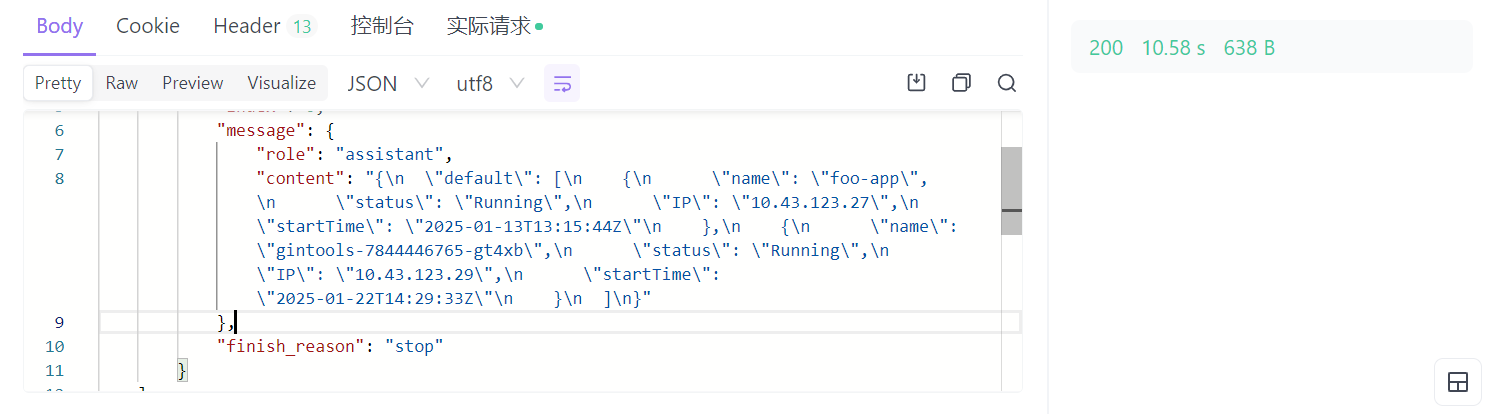 Body Cookie Header 13 控制台 实际请求
200 10.58 s 638 B
Pretty Raw Preview Visualize JSON utf8
6 "message": {
7 "role": "assistant",
8 "content": "{\n  \"default\": [\n    {\n      \"name\": \"foo-app\",
\n      \"status\": \"Running\",\n      \"IP\": \"10.43.123.27\",\n
\"startTime\": \"2025-01-13T13:15:44Z\"\n    },\n    {\n      \"name\":
\"gintools-7844446765-gt4xb\",\n      \"status\": \"Running\",\n
\"IP\": \"10.43.123.29\",\n      \"startTime\":
\"2025-01-22T14:29:33Z\"\n    }\n  ]\n}"
9 },
10 "finish_reason": "stop"
11 }